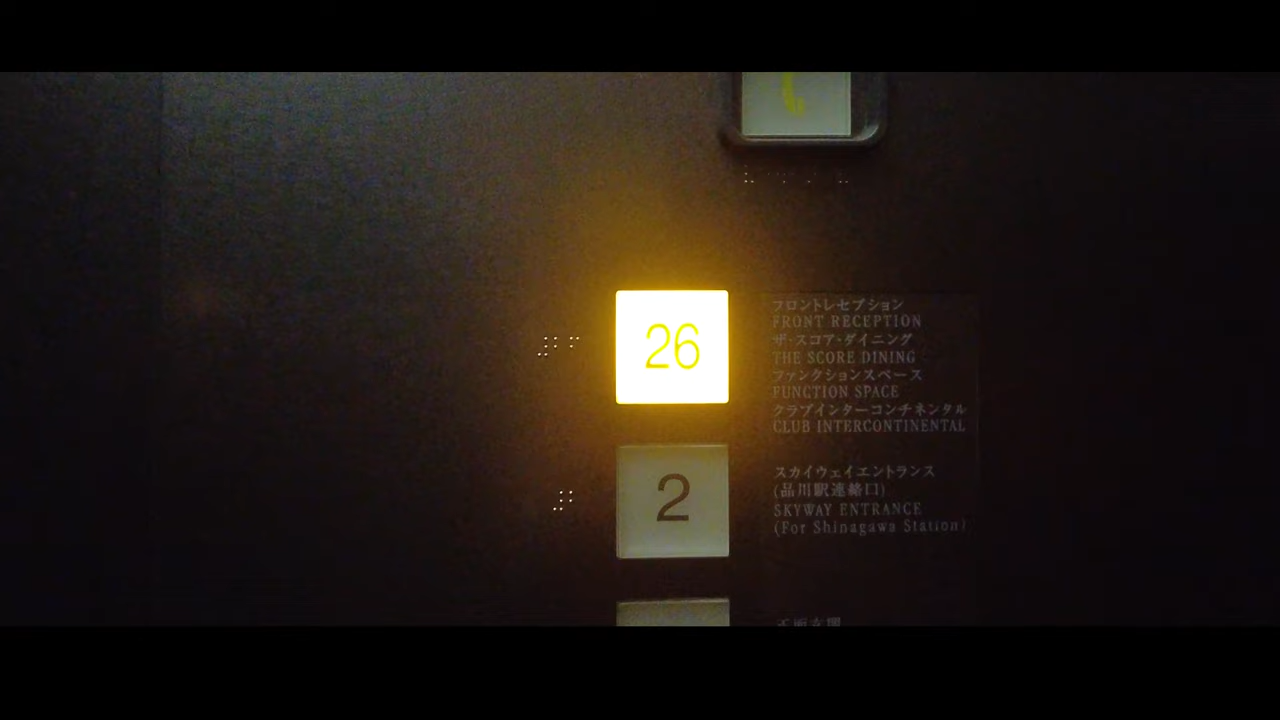 26
フロントレセプション
FRONT RECEPTION
ザ・スコア・ダイニング
THE SCORE DINING
ファンクションスペース
FUNCTION SPACE
クラブインターコンチネンタル
CLUB INTERCONTINENTAL
2
スカイウェイエントランス
(品川駅連絡口)
SKYWAY ENTRANCE
(For Shinagawa Station)